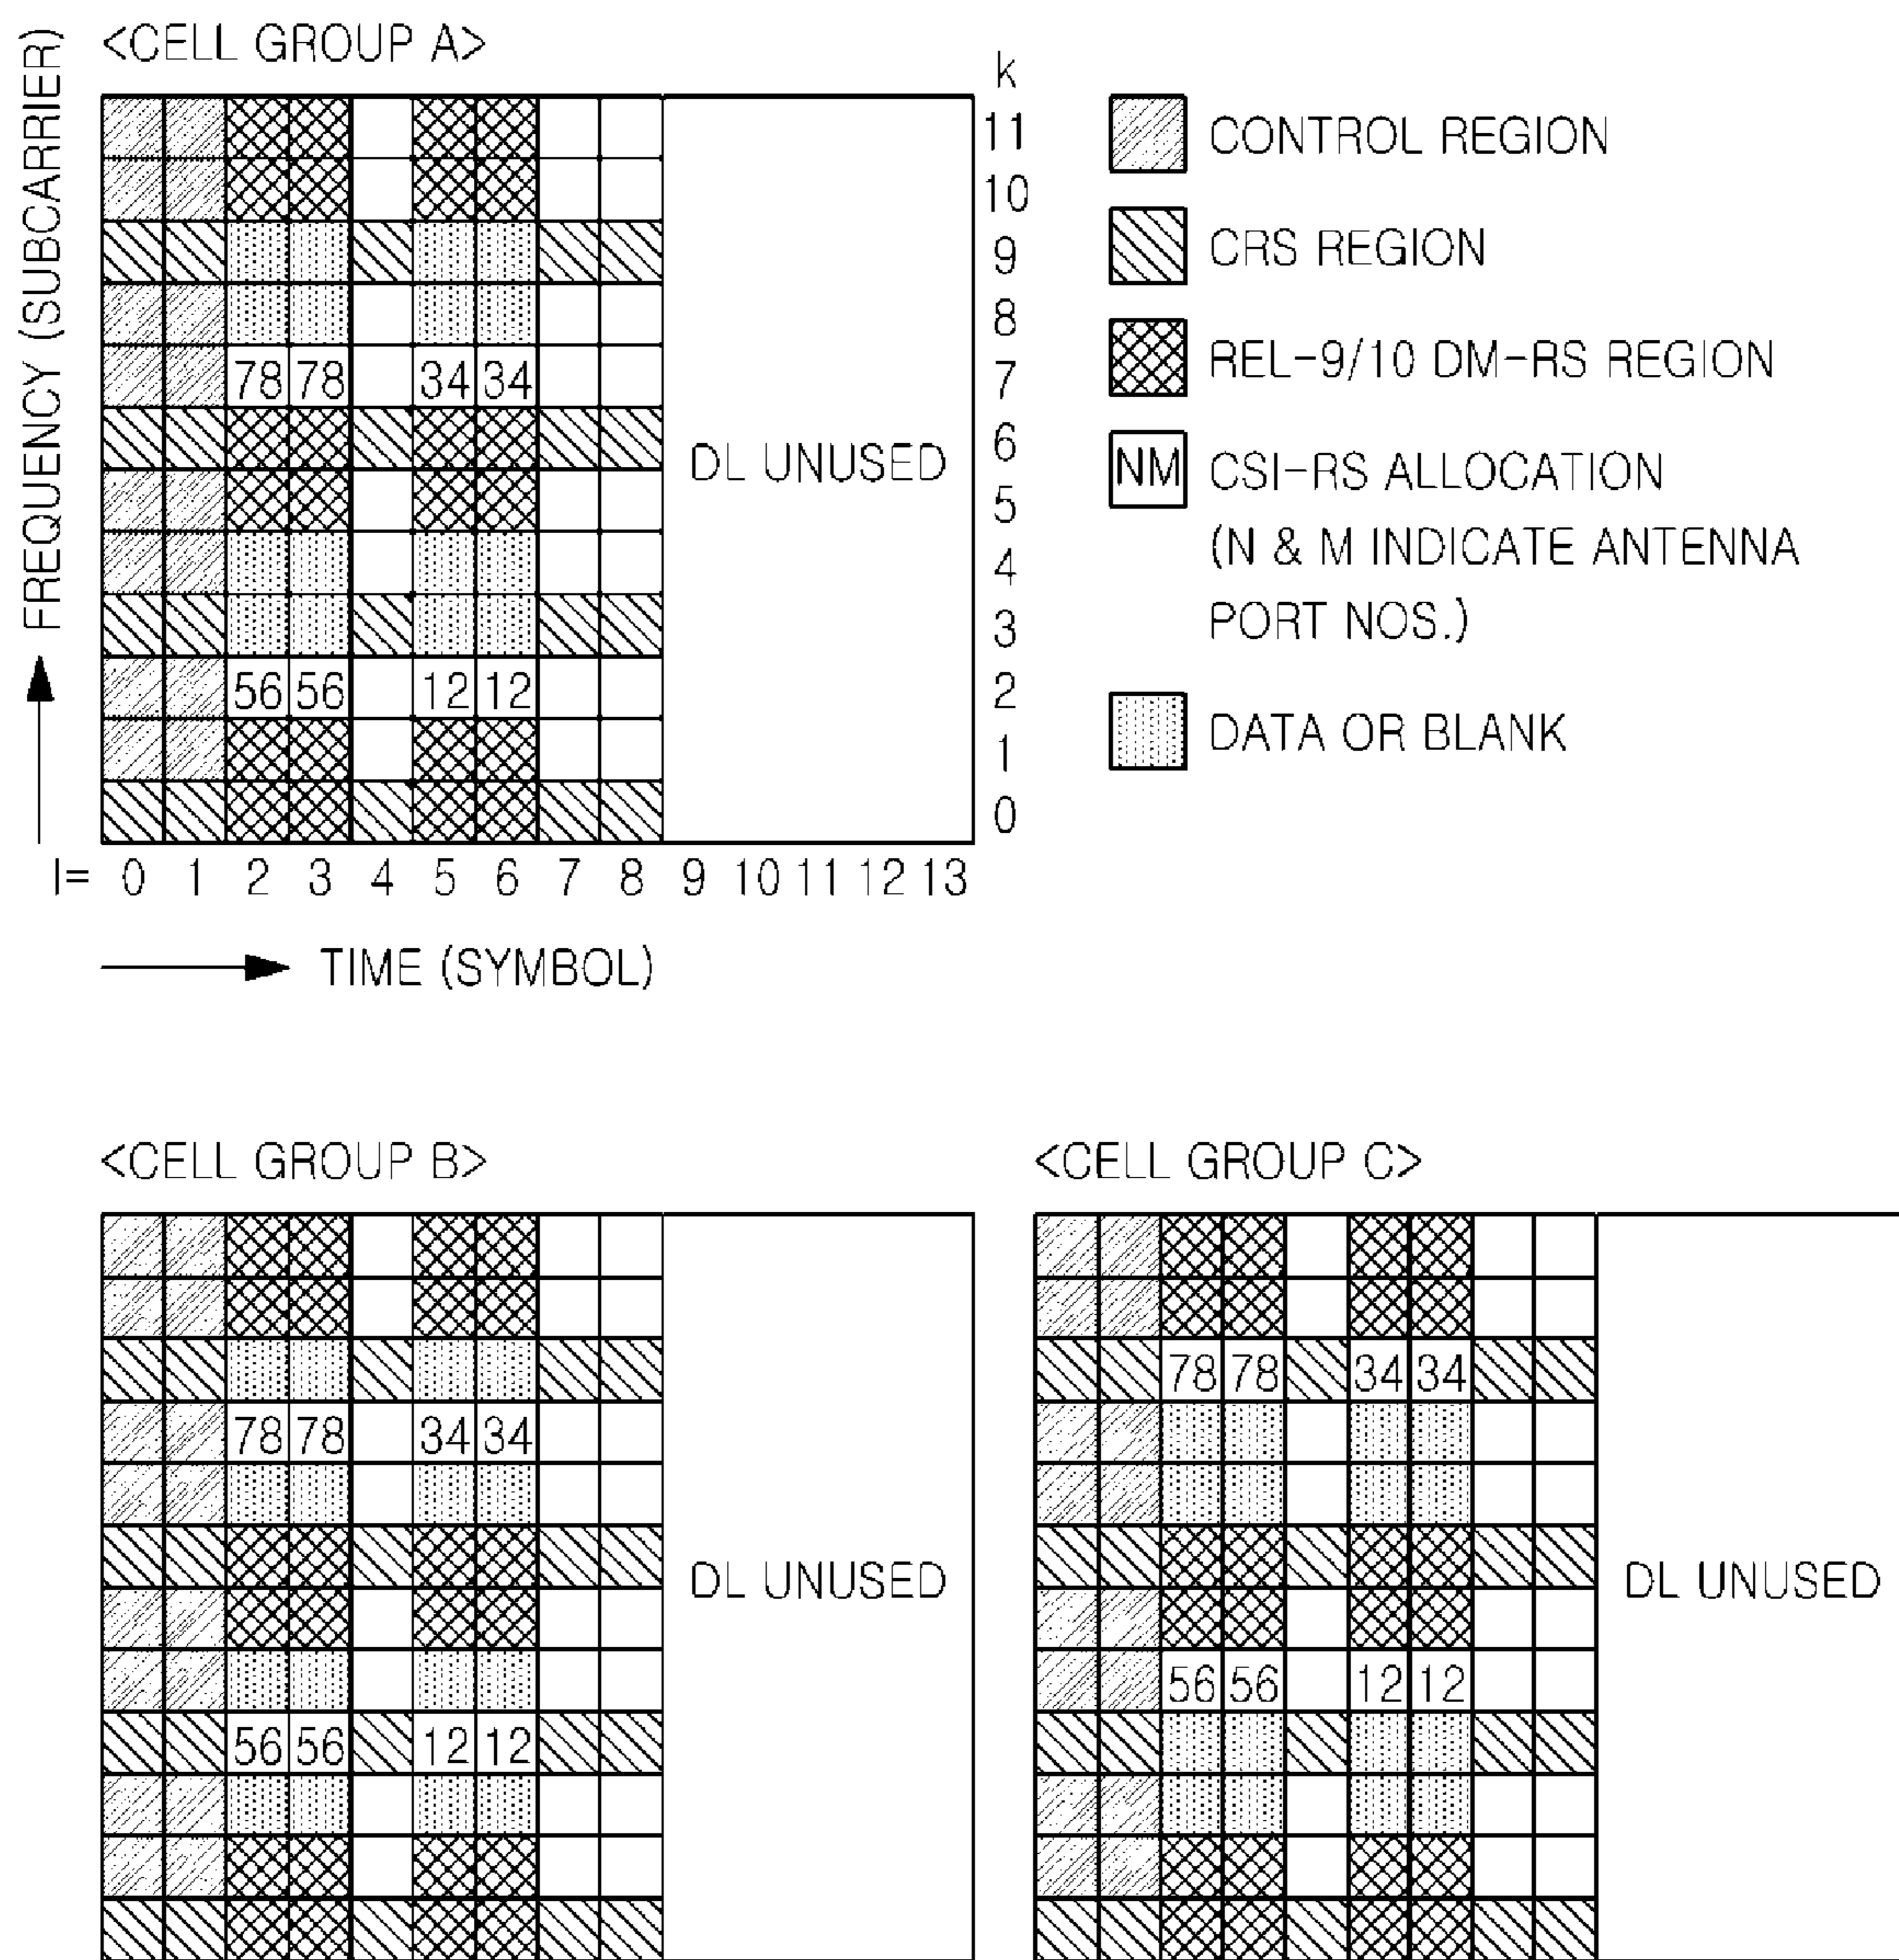 <CELL GROUP A>
FREQUENCY (SUBCARRIER)
k
11
10
9
8
78 78 34 34 7
6
DL UNUSED
5
4
3
56 56 12 12 2
1
0
l= 0 1 2 3 4 5 6 7 8 9 10 11 12 13
TIME (SYMBOL)
CONTROL REGION
CRS REGION
REL-9/10 DM-RS REGION
NM CSI-RS ALLOCATION
(N & M INDICATE ANTENNA
PORT NOS.)
DATA OR BLANK
<CELL GROUP B>
78 78 34 34
DL UNUSED
56 56 12 12
<CELL GROUP C>
78 78 34 34
DL UNUSED
56 56 12 12